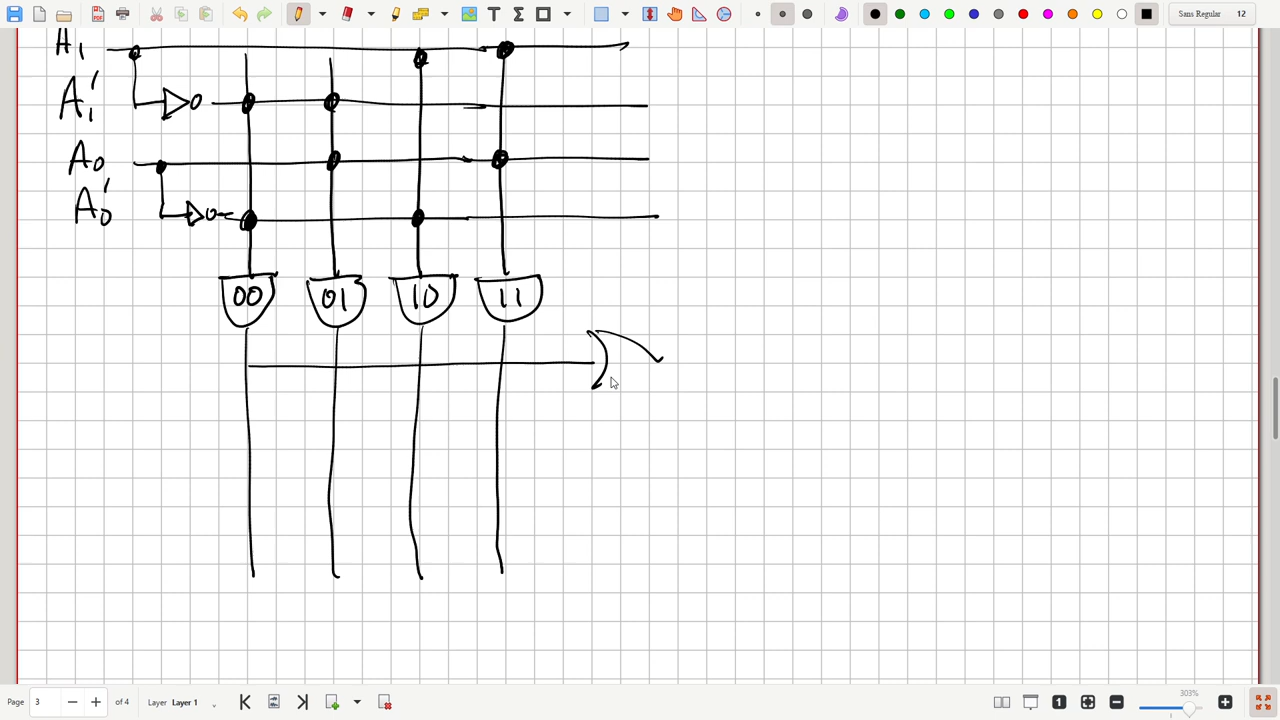 Sans Regular 12
A₁
A₁'
A₀
A₀'
00 01 10 11
Page 3 of 4 Layer Layer 1 303%